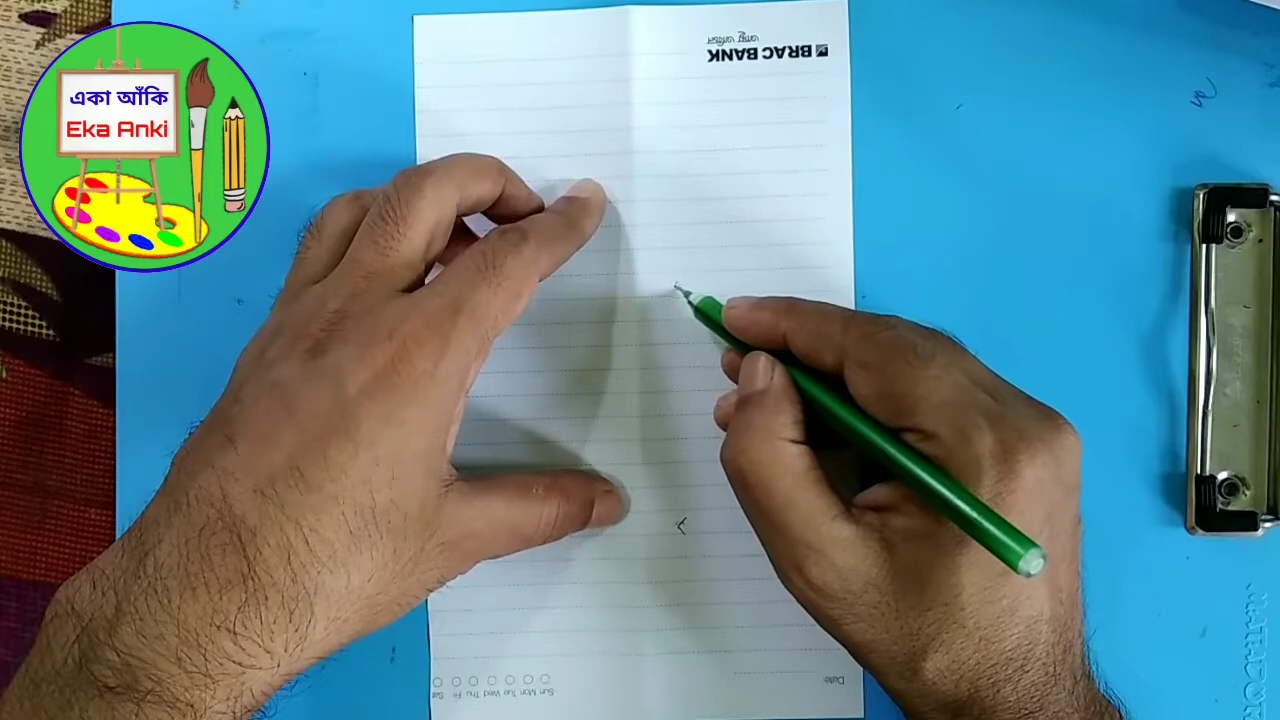 একা আঁকি
Eka Anki
BRAC BANK
Date:
Sun Mon Tue Wed Thu Fri Sat